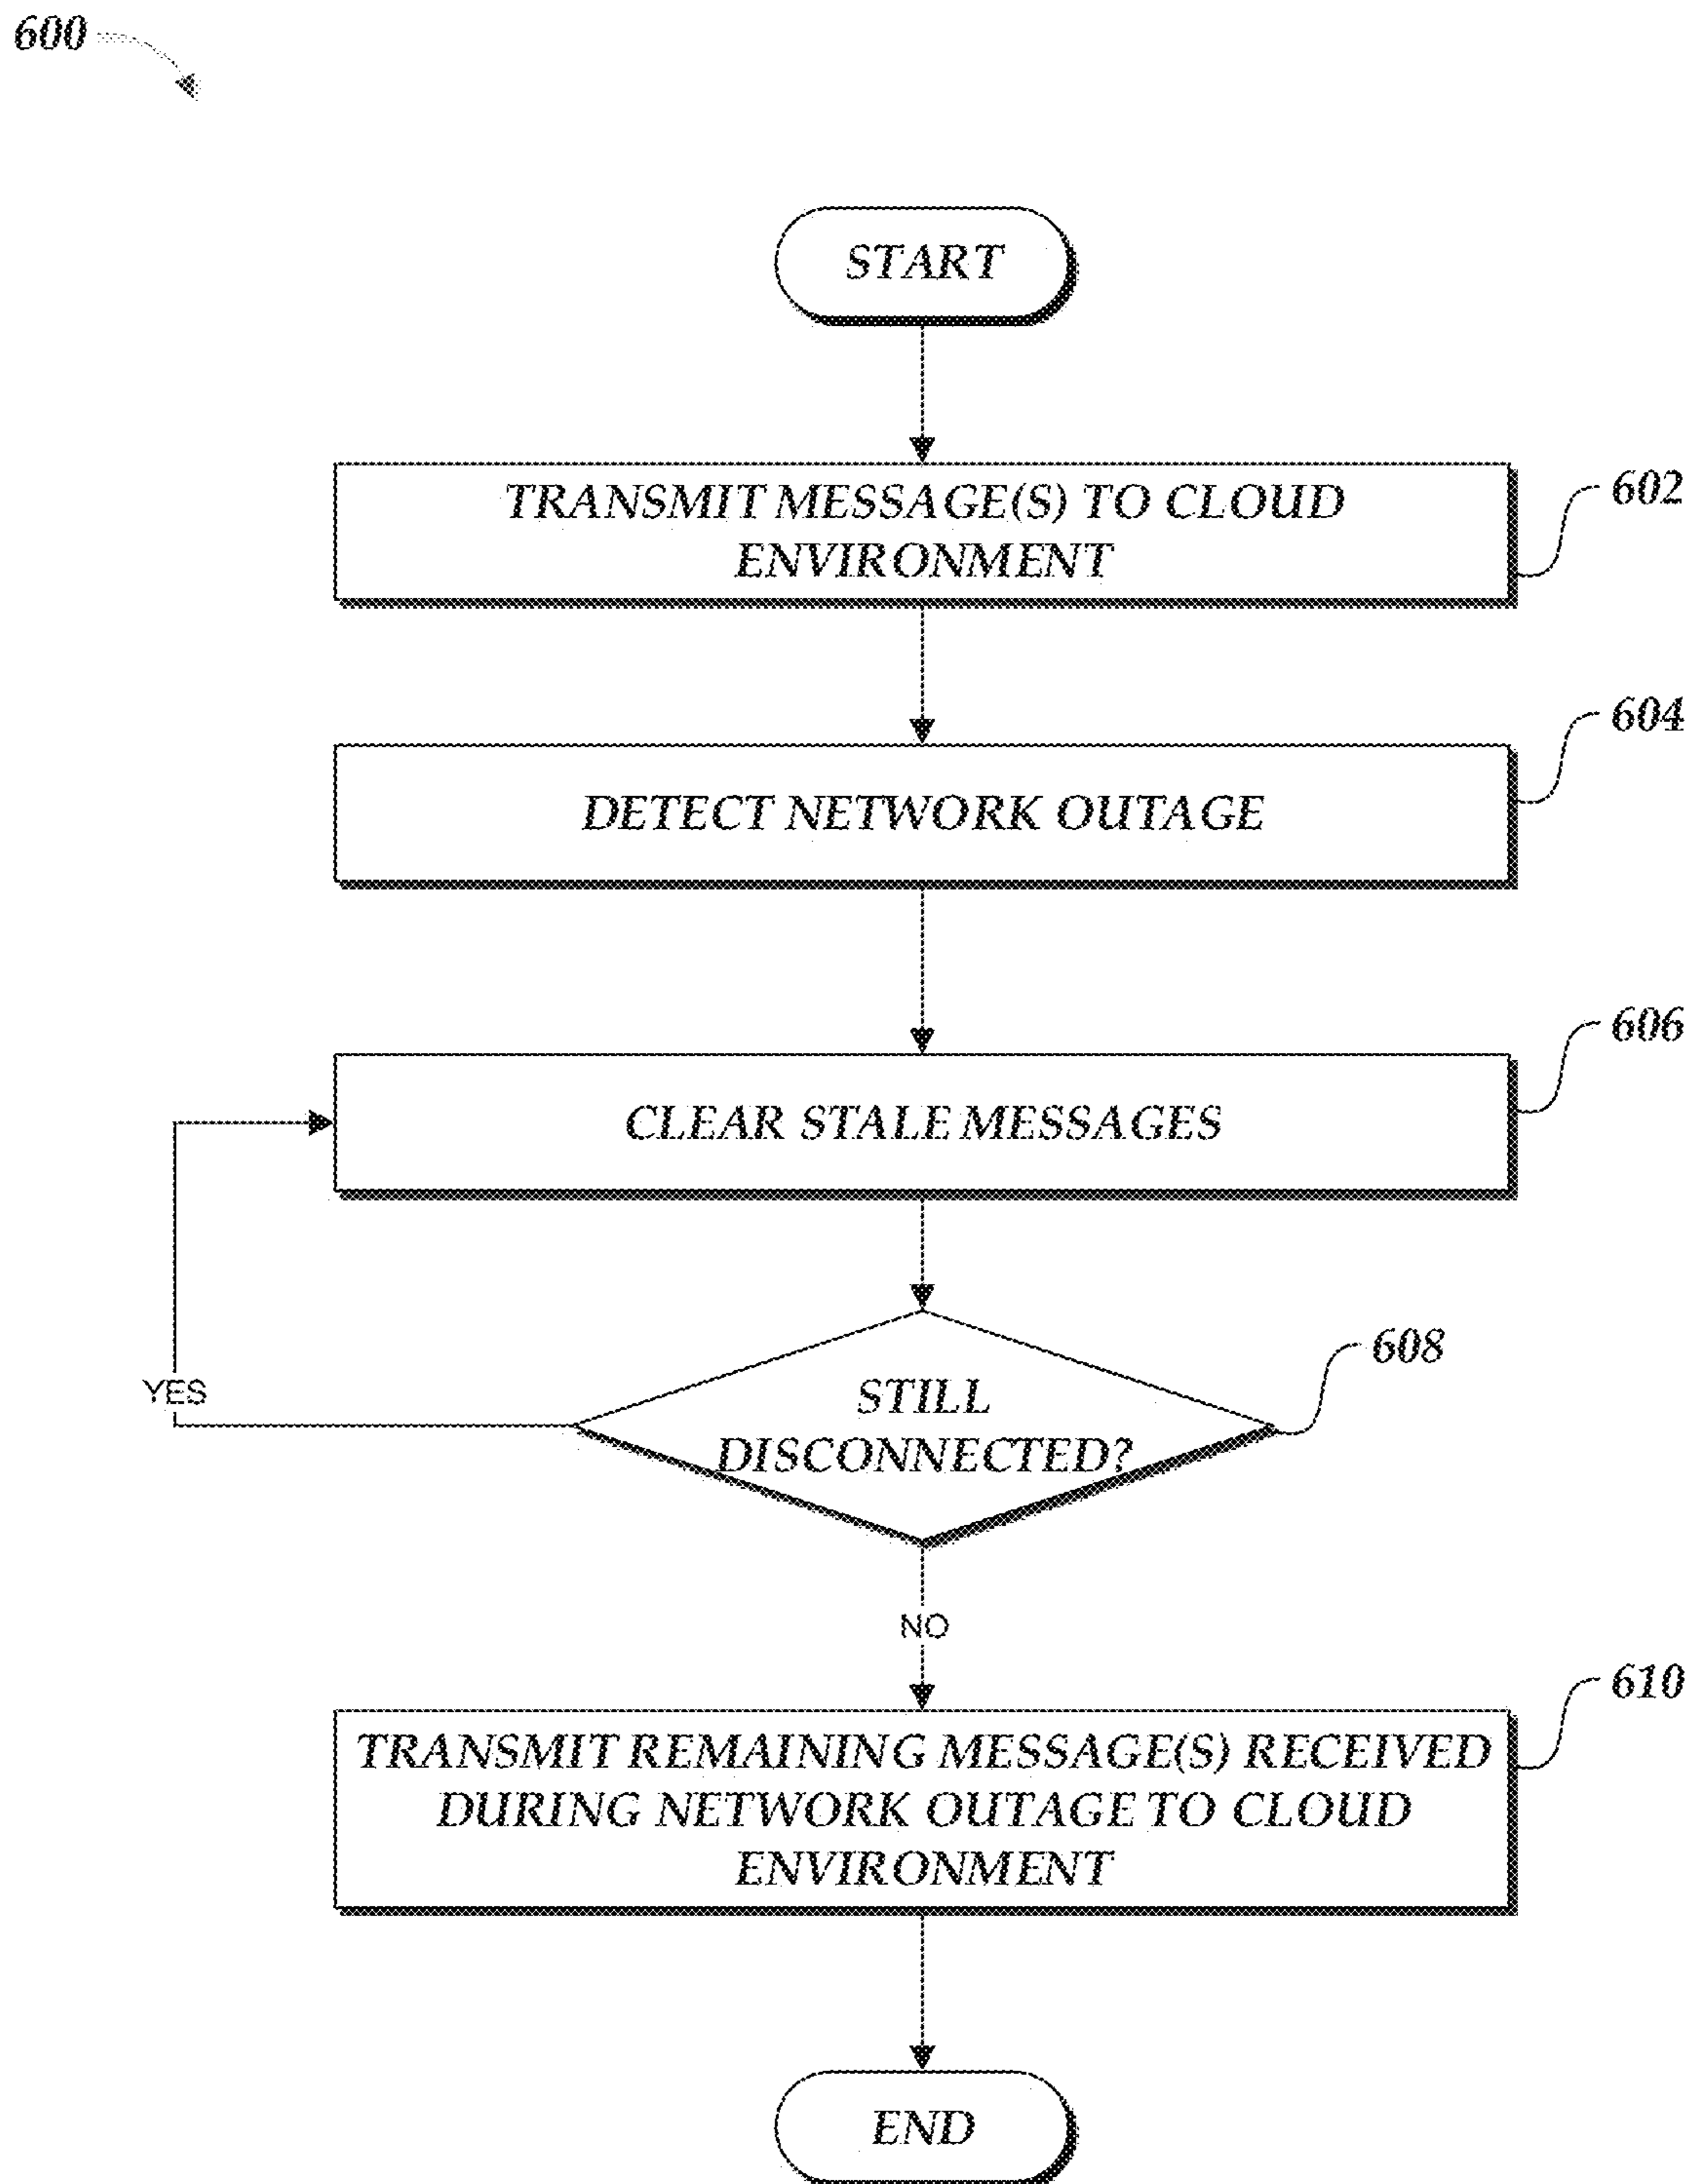 600
START
TRANSMIT MESSAGE(S) TO CLOUD
ENVIRONMENT
602
DETECT NETWORK OUTAGE
604
CLEAR STALE MESSAGES
606
STILL
DISCONNECTED?
608
YES
NO
TRANSMIT REMAINING MESSAGE(S) RECEIVED
DURING NETWORK OUTAGE TO CLOUD
ENVIRONMENT
610
END